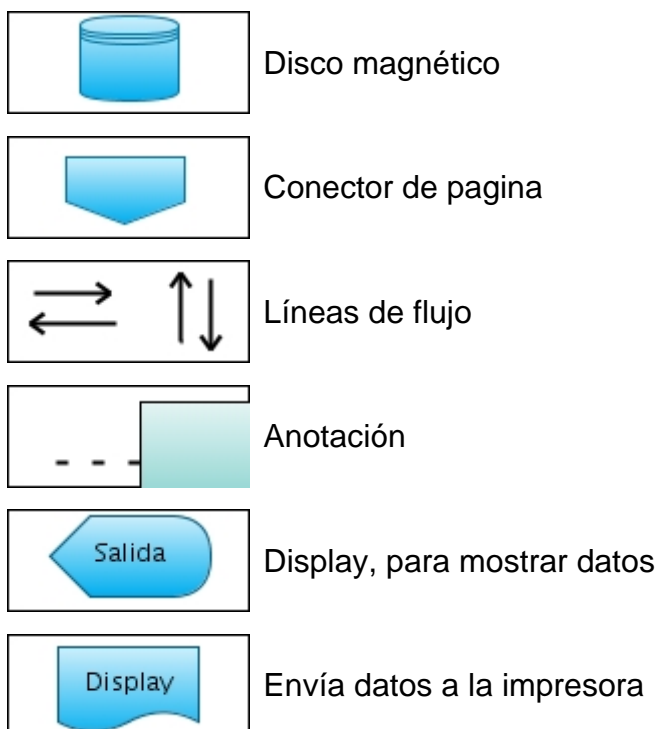 Disco magnético
Conector de pagina
Líneas de flujo
Anotación
Salida
Display, para mostrar datos
Display
Envía datos a la impresora